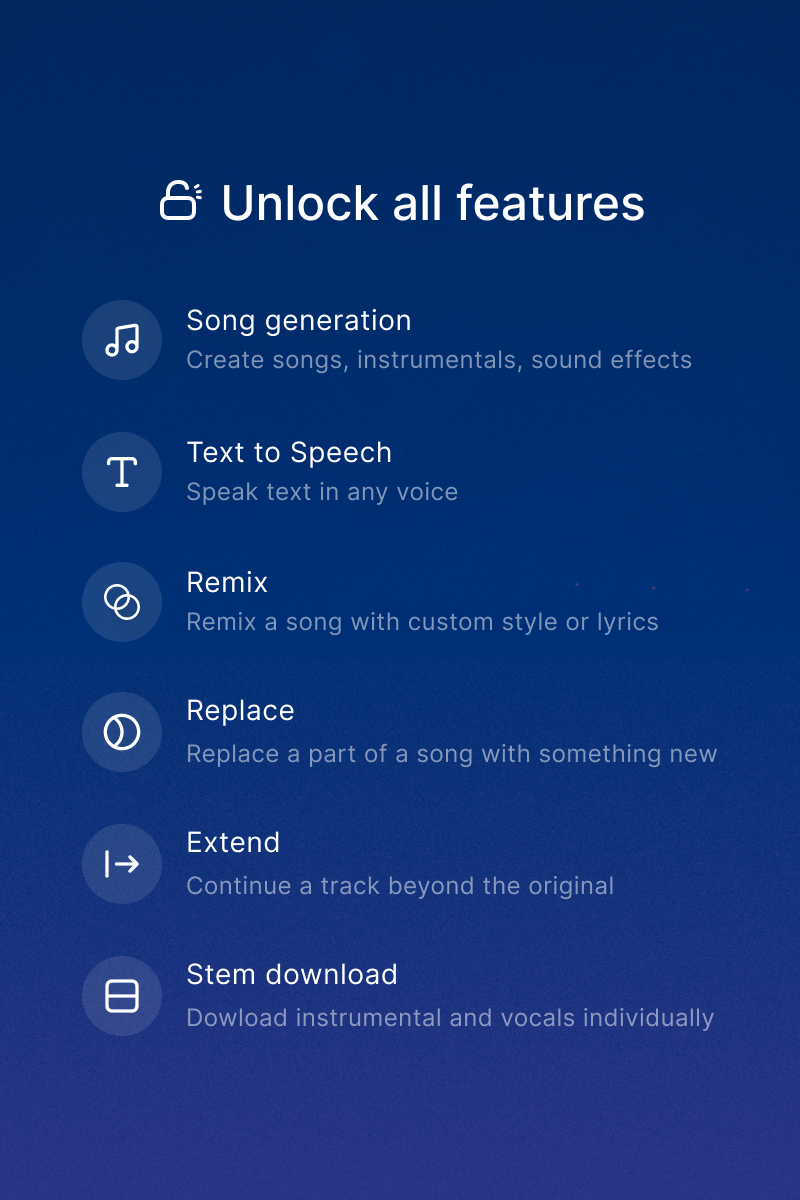 Unlock all features
Song generation
Create songs, instrumentals, sound effects
Text to Speech
Speak text in any voice
Remix
Remix a song with custom style or lyrics
Replace
Replace a part of a song with something new
Extend
Continue a track beyond the original
Stem download
Dowload instrumental and vocals individually